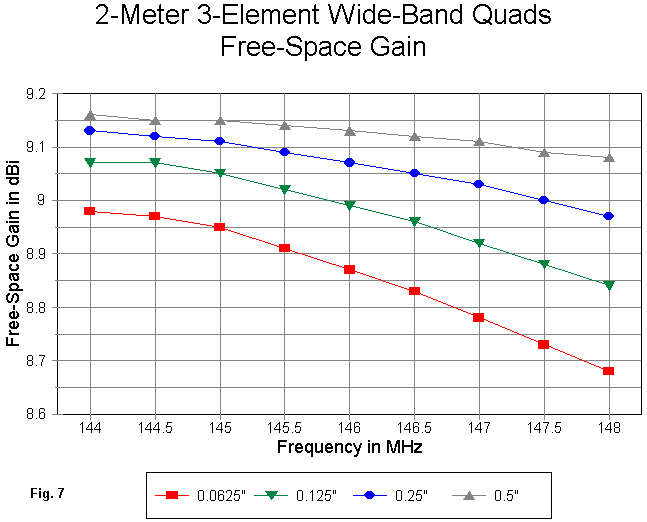 2-Meter 3-Element Wide-Band Quads
Free-Space Gain
Free-Space Gain in dBi
9.2
9.1
9
8.9
8.8
8.7
8.6
144 144.5 145 145.5 146 146.5 147 147.5 148
Frequency in MHz
Fig. 7
0.0625" 0.125" 0.25" 0.5"